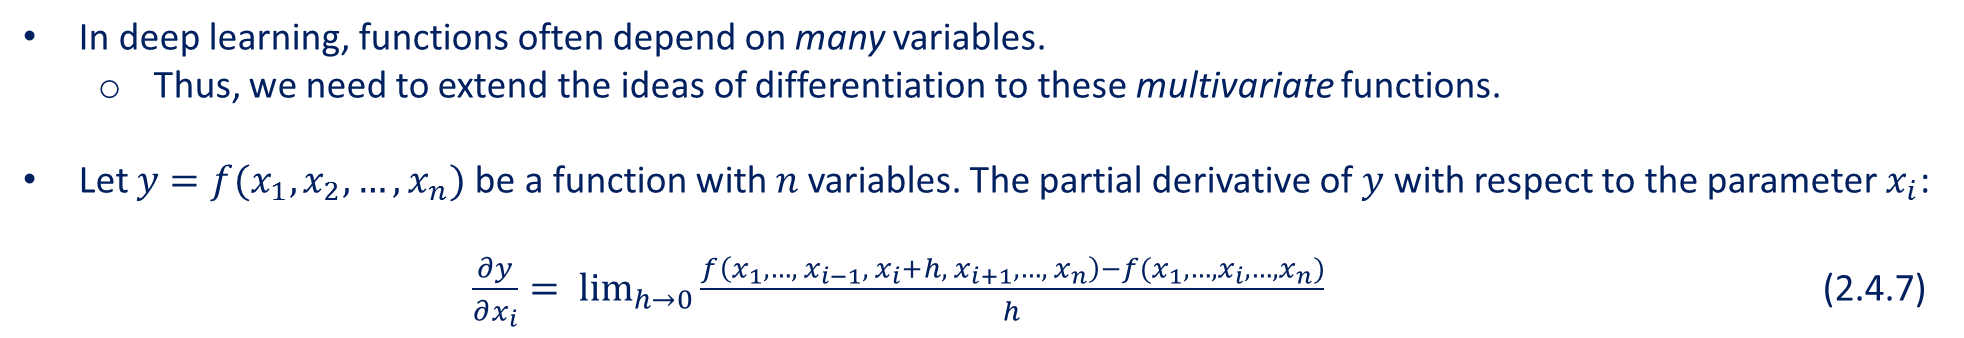 • In deep learning, functions often depend on many variables.
o Thus, we need to extend the ideas of differentiation to these multivariate functions.
• Let 𝑦 = 𝑓(𝑥₁, 𝑥₂, … , 𝑥ₙ) be a function with 𝑛 variables. The partial derivative of 𝑦 with respect to the parameter 𝑥ᵢ:
∂𝑦/∂𝑥ᵢ = lim_{ℎ→0} (𝑓(𝑥₁,…, 𝑥ᵢ₋₁, 𝑥ᵢ+ℎ, 𝑥ᵢ₊₁,…, 𝑥ₙ)−𝑓(𝑥₁,…,𝑥ᵢ,…,𝑥ₙ))/ℎ (2.4.7)